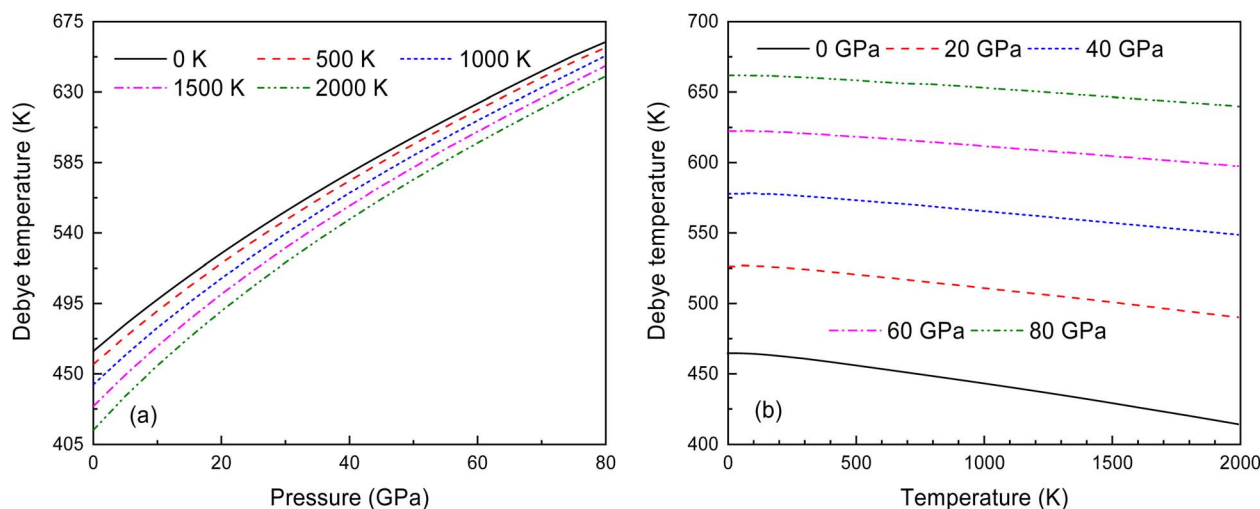 675
630
585
540
495
450
405
Debye temperature (K)
0 K 500 K 1000 K
1500 K 2000 K
(a)
0 20 40 60 80
Pressure (GPa)
700
650
600
550
500
450
400
Debye temperature (K)
0 GPa 20 GPa 40 GPa
60 GPa 80 GPa
(b)
0 500 1000 1500 2000
Temperature (K)